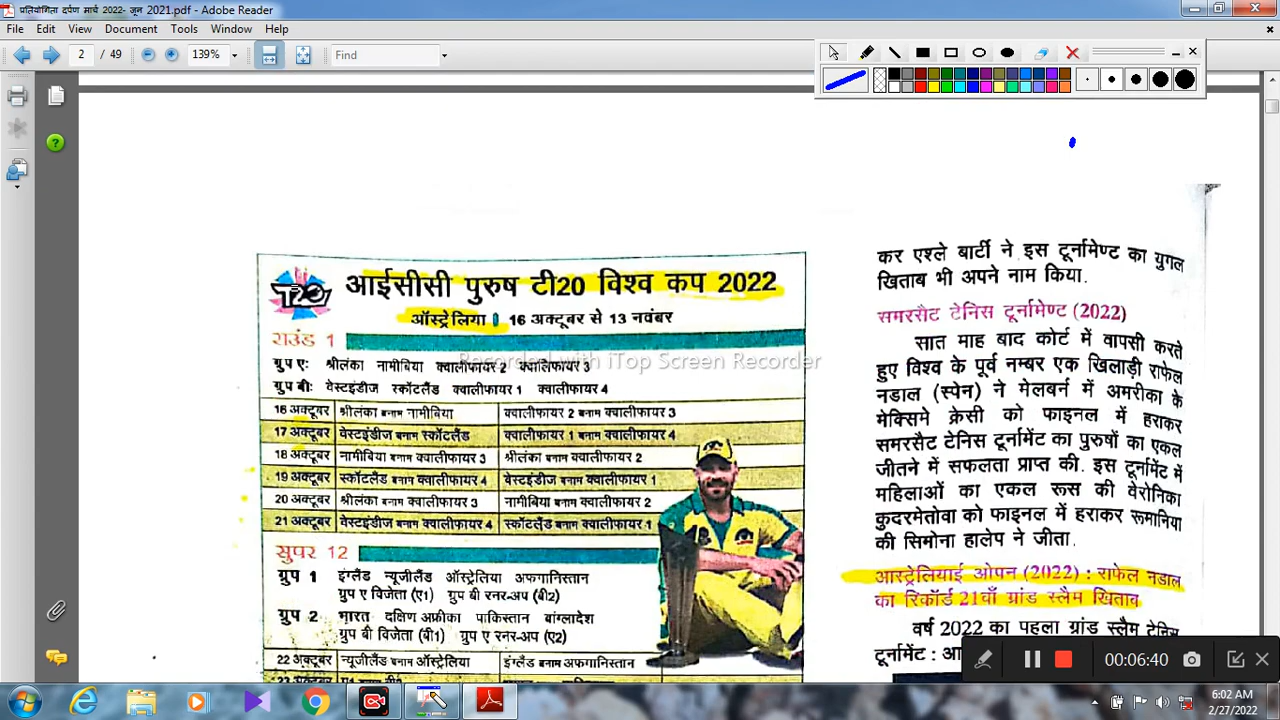 प्रतियोगिता दर्पण मार्च 2022- जून 2021.pdf - Adobe Reader
File Edit View Document Tools Window Help
2 / 49 139% Find
T20
आईसीसी पुरुष टी20 विश्व कप 2022
16 अक्टूबर से 13 नवंबर
राउंड 1
ग्रुप ए: श्रीलंका नामीबिया क्वालीफायर 2 क्वालिफायर 3
ग्रुप बी: वेस्टइंडीज स्कॉटलैंड क्वालीफायर 1 क्वालीफायर 4
16 अक्टूबर श्रीलंका बनाम नामीबिया क्वालीफायर 2 बनाम क्वालीफायर 3
17 अक्टूबर वेस्टइंडीज बनाम स्कॉटलैंड क्वालीफायर 1 बनाम क्वालीफायर 4
18 अक्टूबर नामीबिया बनाम क्वालीफायर 3 श्रीलंका बनाम क्वालीफायर 2
19 अक्टूबर स्कॉटलैंड बनाम क्वालीफायर 4 वेस्टइंडीज बनाम क्वालीफायर 1
20 अक्टूबर श्रीलंका बनाम क्वालीफायर 3 नामीबिया बनाम क्वालीफायर 2
21 अक्टूबर वेस्टइंडीज बनाम क्वालीफायर 4 स्कॉटलैंड बनाम क्वालीफायर 1
सुपर 12
ग्रुप 1 इंग्लैंड न्यूजीलैंड ऑस्ट्रेलिया अफगानिस्तान
ग्रुप ए विजेता (ए1) ग्रुप बी रनर-अप (बी2)
ग्रुप 2 भारत दक्षिण अफ्रीका पाकिस्तान बांग्लादेश
ग्रुप बी विजेता (बी1) ग्रुप ए रनर-अप (ए2)
22 अक्टूबर न्यूजीलैंड बनाम ऑस्ट्रेलिया इंग्लैंड बनाम अफगानिस्तान
कर एश्ले बार्टी ने इस टूर्नामेण्ट का युगल
खिताब भी अपने नाम किया.
समरसैट टेनिस टूर्नामेण्ट (2022)
सात माह बाद कोर्ट में वापसी करते
हुए विश्व के पूर्व नम्बर एक खिलाड़ी राफेल
नडाल (स्पेन) ने मेलबर्न में अमरीका के
मेक्सिमे क्रेसी को फाइनल में हराकर
समरसैट टेनिस टूर्नामेंट का पुरुषों का एकल
जीतने में सफलता प्राप्त की. इस टूर्नामेंट में
महिलाओं का एकल रूस की वेरोनिका
कुदरमेतोवा को फाइनल में हराकर रूमानिया
की सिमोना हालेप ने जीता.
आस्ट्रेलियाई ओपन (2022) : राफेल नडाल
का रिकॉर्ड 21वाँ ग्रांड स्लैम खिताब
वर्ष 2022 का पहला ग्रांड स्लैम टेनिस
टूर्नामेंट :
Recorded with iTop Screen Recorder
00:06:40
6:02 AM
2/27/2022